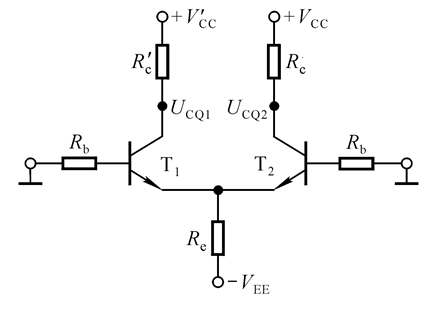 +V′CC +VCC
R′c Rc
UCQ1 UCQ2
Rb T1 T2 Rb
Re
−VEE